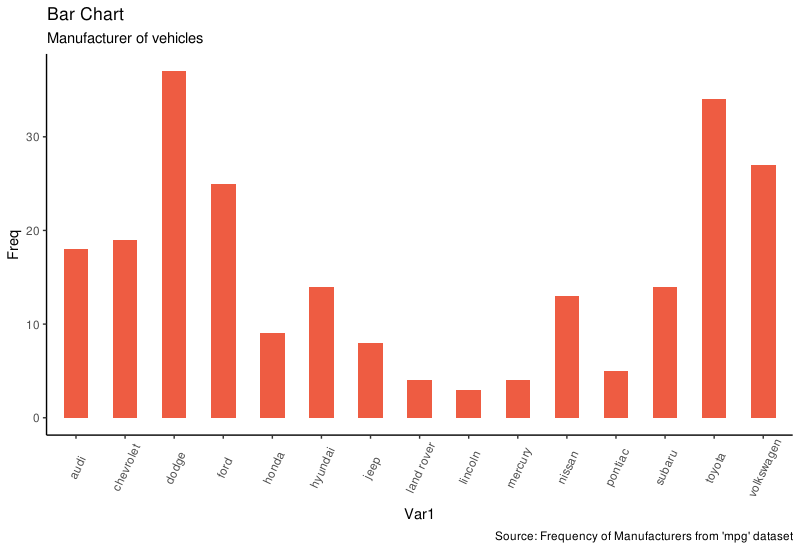 Bar Chart
Manufacturer of vehicles
Freq
30
20
10
0
audi
chevrolet
dodge
ford
honda
hyundai
jeep
land rover
lincoln
mercury
nissan
pontiac
subaru
toyota
volkswagen
Var1
Source: Frequency of Manufacturers from 'mpg' dataset